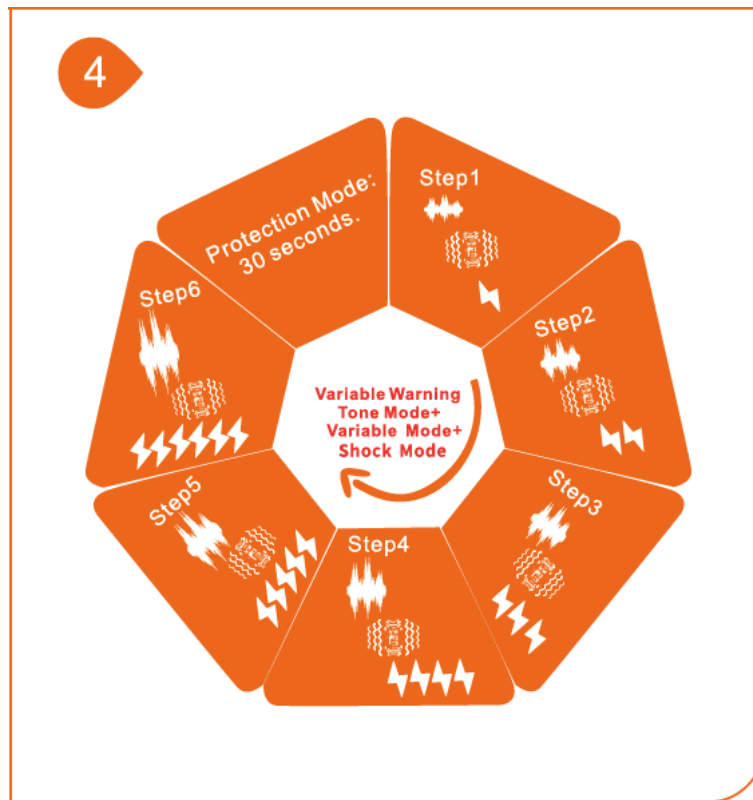 4
Protection Mode:
30 seconds.
Step1
Step2
Step3
Step4
Step5
Step6
Variable Warning
Tone Mode+
Variable Mode+
Shock Mode